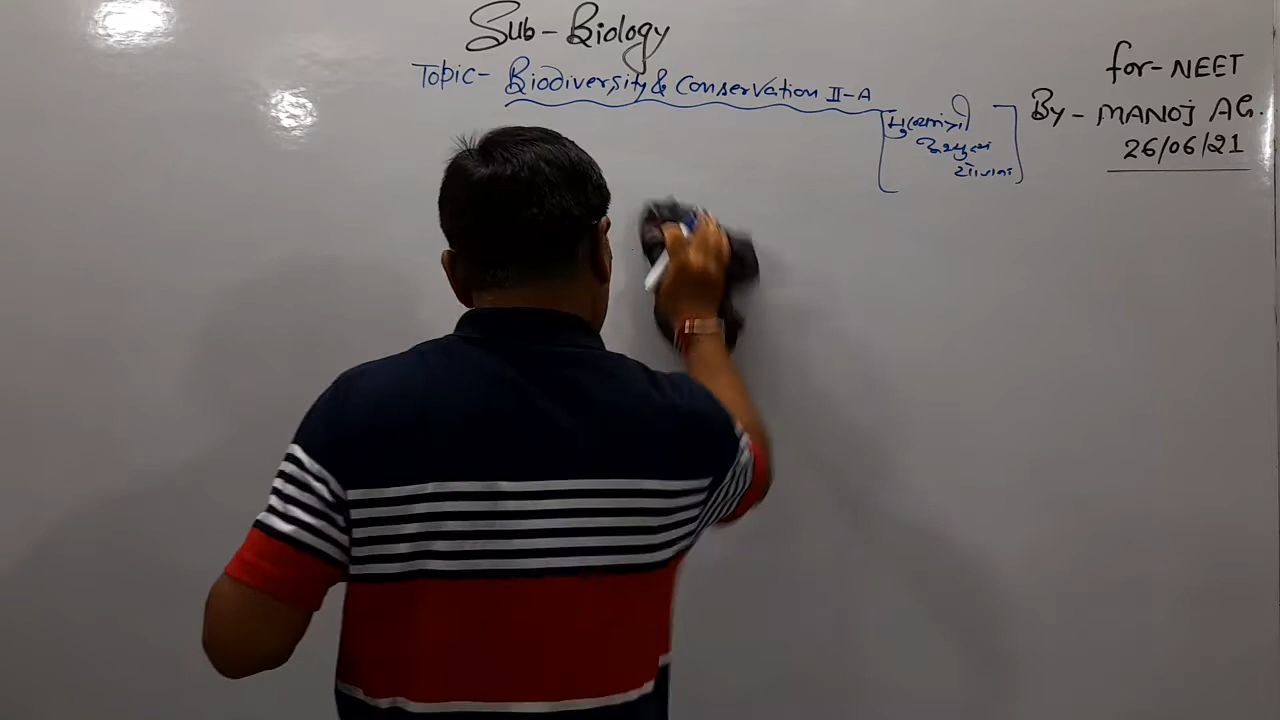 Sub - Biology
Topic - Biodiversity & Conservation II-A
for - NEET
By - MANOJ AG.
26/06/21